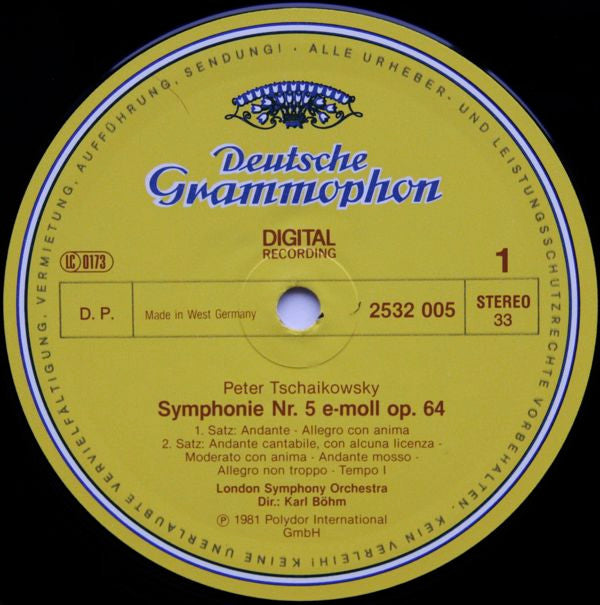 ALLE URHEBER- UND LEISTUNGSSCHUTZRECHTE VORBEHALTEN. KEIN VERLEIH! KEINE UNERLAUBTE VERVIELFÄLTIGUNG, VERMIETUNG, AUFFÜHRUNG, SENDUNG! ·
Deutsche
Grammophon
DIGITAL
RECORDING
LC 0173
1
D. P.
Made in West Germany
2532 005
STEREO
33
Peter Tschaikowsky
Symphonie Nr. 5 e-moll op. 64
1. Satz: Andante · Allegro con anima
2. Satz: Andante cantabile, con alcuna licenza ·
Moderato con anima · Andante mosso ·
Allegro non troppo · Tempo I
London Symphony Orchestra
Dir.: Karl Böhm
℗ 1981 Polydor International
GmbH